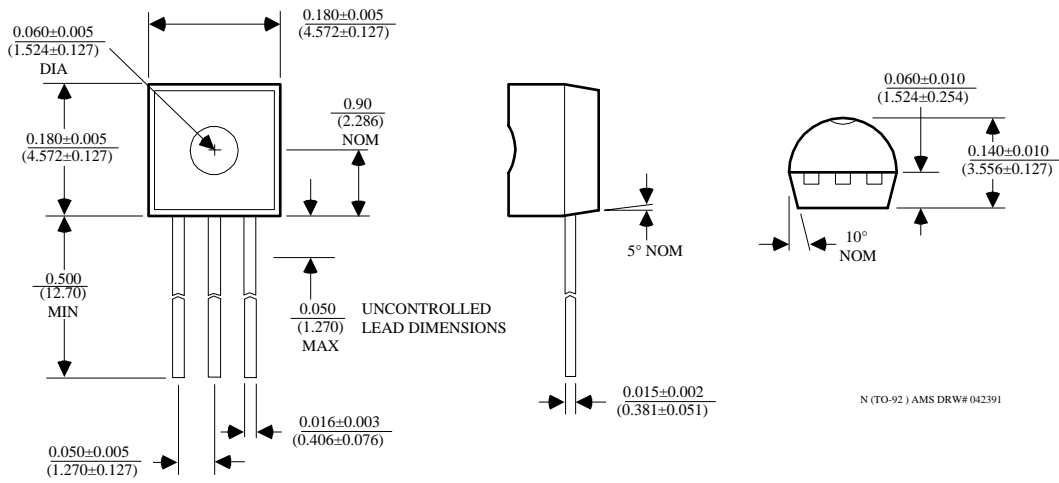 0.180±0.005
(4.572±0.127)
0.060±0.005
(1.524±0.127)
DIA
0.90
(2.286)
NOM
0.180±0.005
(4.572±0.127)
0.500
(12.70)
MIN
0.050
(1.270)
MAX
UNCONTROLLED
LEAD DIMENSIONS
0.016±0.003
(0.406±0.076)
0.050±0.005
(1.270±0.127)
5° NOM
0.015±0.002
(0.381±0.051)
0.060±0.010
(1.524±0.254)
0.140±0.010
(3.556±0.127)
10°
NOM
N (TO-92 ) AMS DRW# 042391